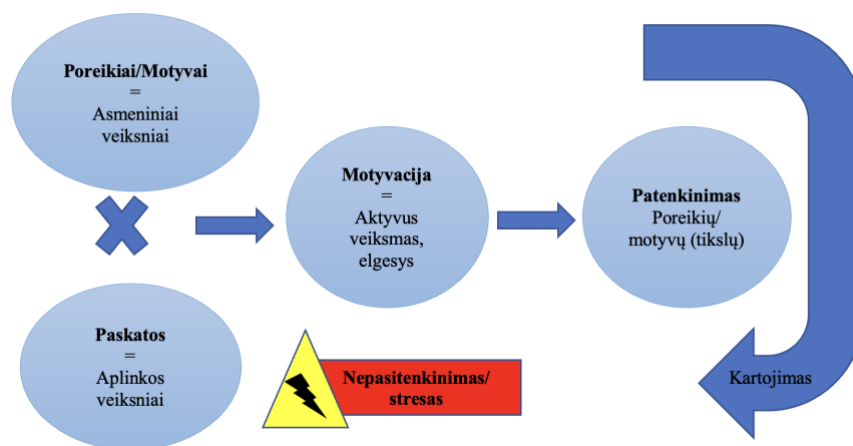 Poreikiai/Motyvai
=
Asmeniniai
veiksniai
Motyvacija
=
Aktyvus
veiksmas,
elgesys
Patenkinimas
Poreikių/
motyvų (tikslų)
Paskatos
=
Aplinkos
veiksniai
Nepasitenkinimas/
stresas
Kartojimas